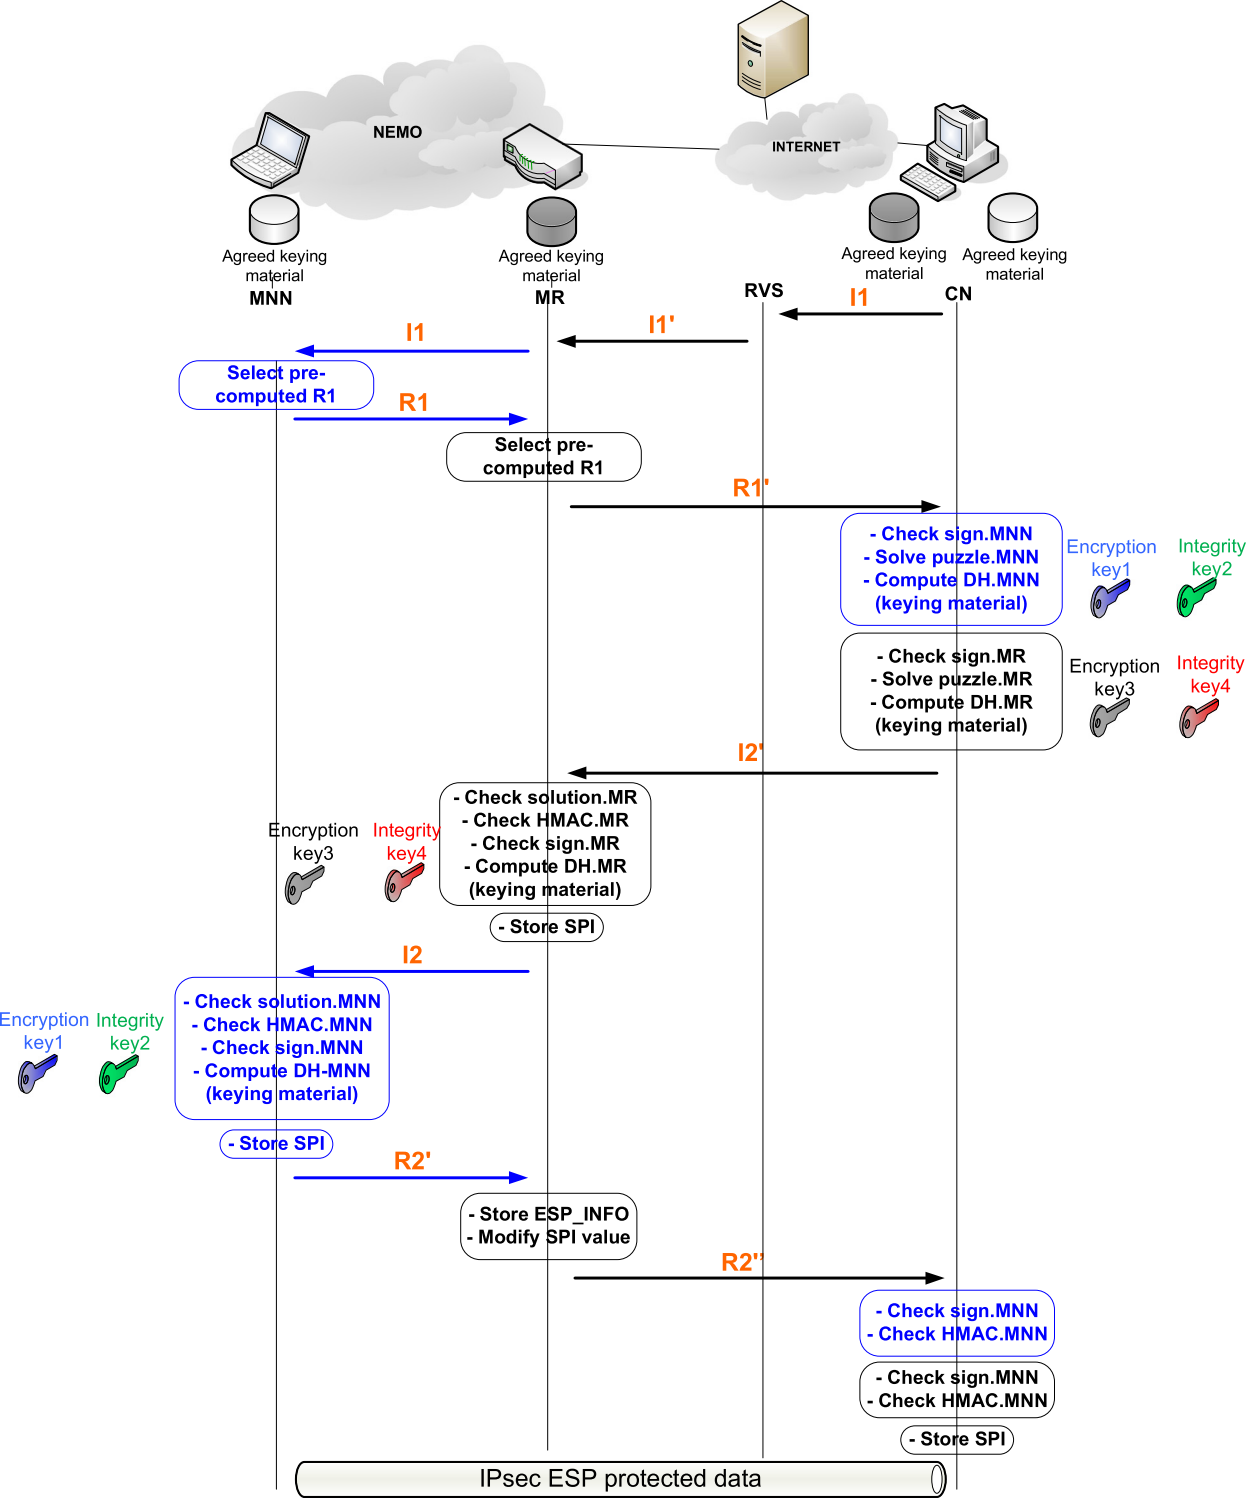 NEMO
INTERNET
Agreed keying
material
MNN
Agreed keying
material
MR
RVS
Agreed keying
material
Agreed keying
material
CN
I1
I1'
I1
Select pre-
computed R1
R1
Select pre-
computed R1
R1'
- Check sign.MNN
- Solve puzzle.MNN
- Compute DH.MNN
(keying material)
Encryption
key1
Integrity
key2
- Check sign.MR
- Solve puzzle.MR
- Compute DH.MR
(keying material)
Encryption
key3
Integrity
key4
I2'
- Check solution.MR
- Check HMAC.MR
- Check sign.MR
- Compute DH.MR
(keying material)
Encryption
key3
Integrity
key4
- Store SPI
I2
- Check solution.MNN
- Check HMAC.MNN
- Check sign.MNN
- Compute DH-MNN
(keying material)
Encryption
key1
Integrity
key2
- Store SPI
R2'
- Store ESP_INFO
- Modify SPI value
R2''
- Check sign.MNN
- Check HMAC.MNN
- Check sign.MNN
- Check HMAC.MNN
- Store SPI
IPsec ESP protected data